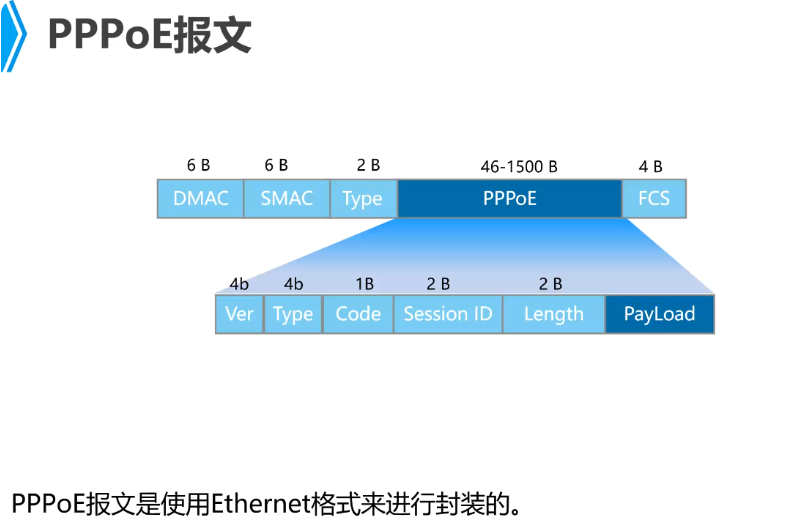 PPPoE报文
6 B 6 B 2 B 46-1500 B 4 B
DMAC SMAC Type PPPoE FCS
4b 4b 1B 2 B 2 B
Ver Type Code Session ID Length PayLoad
PPPoE报文是使用Ethernet格式来进行封装的。